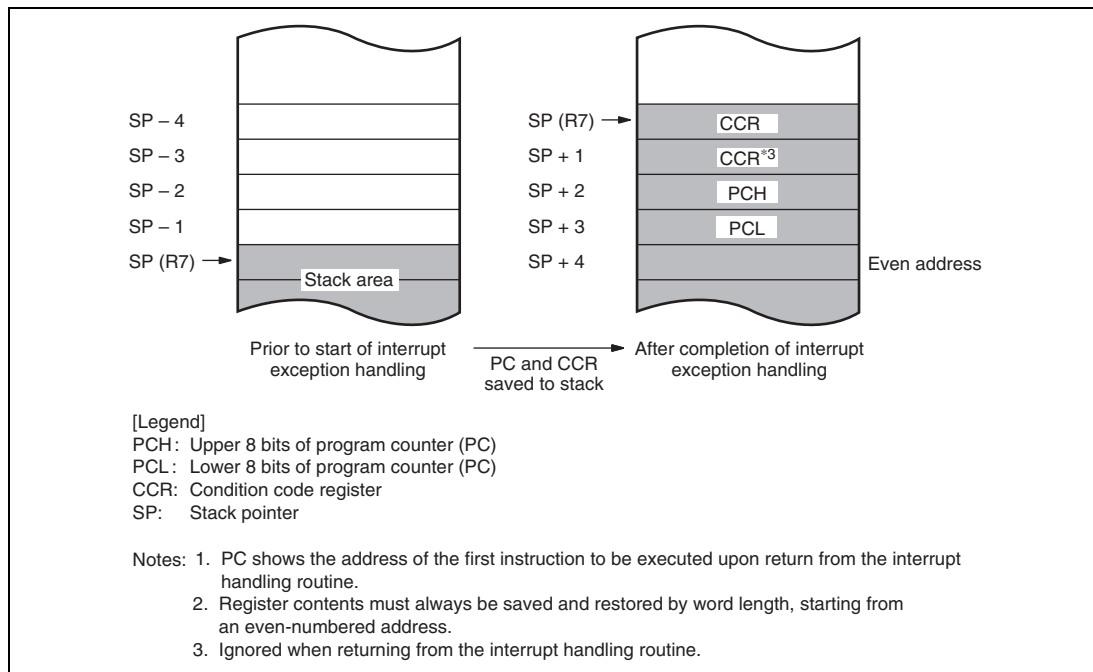 SP – 4
SP – 3
SP – 2
SP – 1
SP (R7)
Stack area
SP (R7)
SP + 1
SP + 2
SP + 3
SP + 4
CCR
CCR*3
PCH
PCL
Even address
Prior to start of interrupt
exception handling
PC and CCR
saved to stack
After completion of interrupt
exception handling
[Legend]
PCH: Upper 8 bits of program counter (PC)
PCL: Lower 8 bits of program counter (PC)
CCR: Condition code register
SP: Stack pointer
Notes: 1. PC shows the address of the first instruction to be executed upon return from the interrupt
handling routine.
2. Register contents must always be saved and restored by word length, starting from
an even-numbered address.
3. Ignored when returning from the interrupt handling routine.